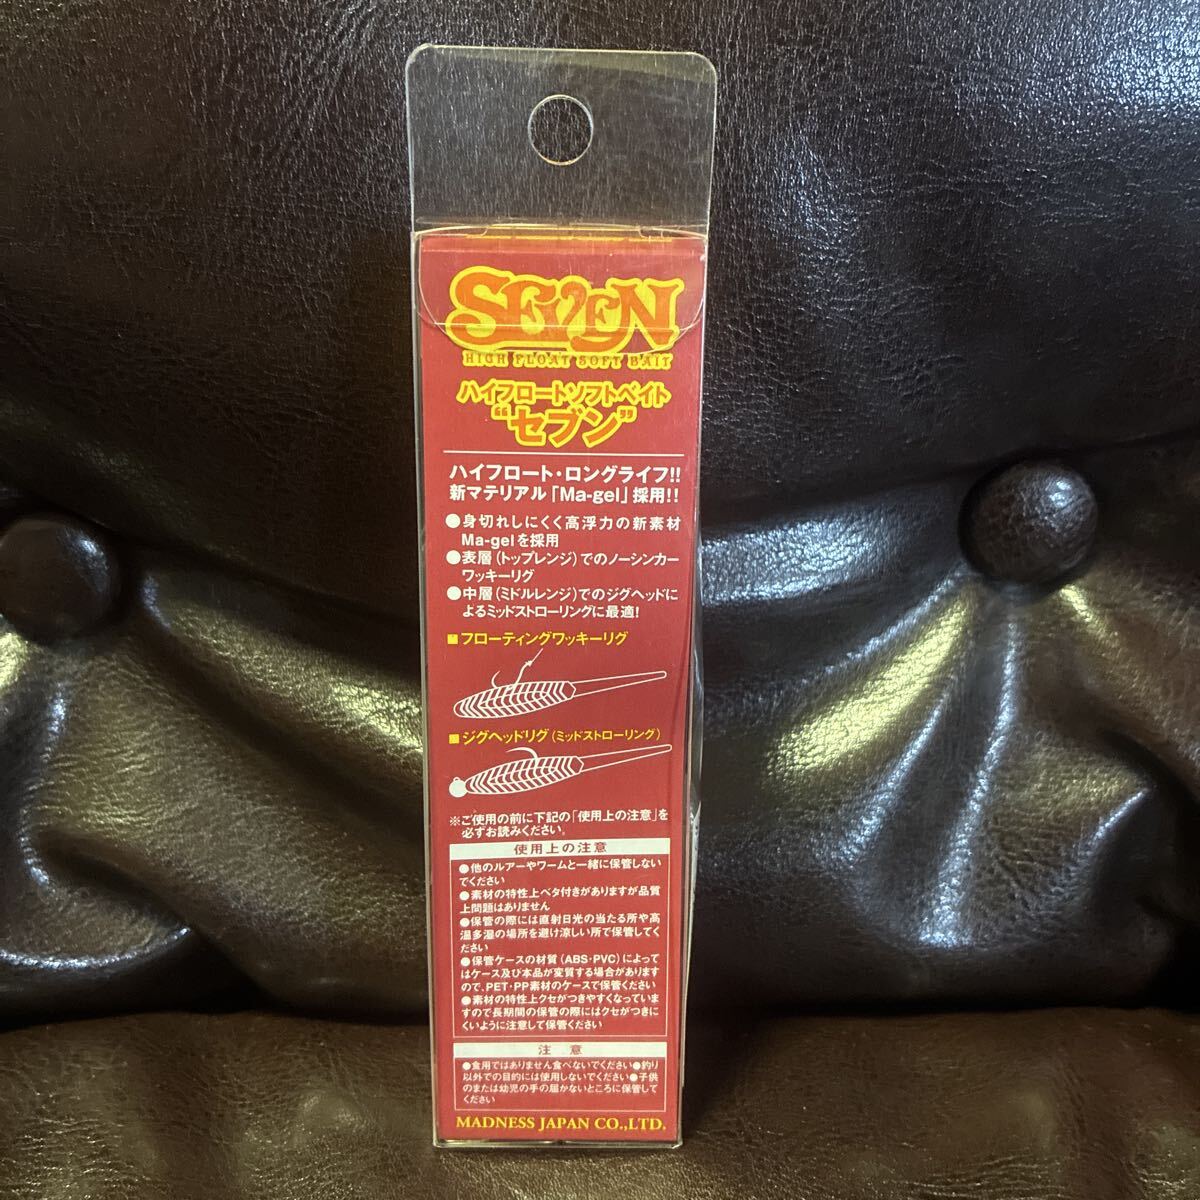 SEVEN
HIGH FLOAT SOFT BAIT
ハイフロートソフトベイト
“セブン”
ハイフロート・ロングライフ!!
新マテリアル「Ma-gel」採用!!
●身切れしにくく高浮力の新素材
Ma-gelを採用
●表層(トップレンジ)でのノーシンカー
ワッキーリグ
●中層(ミドルレンジ)でのジグヘッドに
よるミッドストローリングに最適!
■フローティングワッキーリグ
■ジグヘッドリグ(ミッドストローリング)
※ご使用の前に下記の「使用上の注意」を
必ずお読みください。
使用上の注意
●他のルアーやワームと一緒に保管しない
でください
●素材の特性上ベタ付きがありますが品質
上問題はありません
●保管の際には直射日光の当たる所や高
温多湿の場所を避け涼しい所で保管してく
ださい
●保管ケースの材質(ABS・PVC)によって
はケース及び本品が変質する場合がありま
すので、PET・PP素材のケースで保管ください
●素材の特性上クセがつきやすくなっていま
すので長期間の保管の際にはクセがつきに
くいように注意して保管ください
注 意
●食用ではありません食べないでください●釣り
以外での目的には使用しないでください●子供
のまたは幼児の手の届かないところに保管してく
ださい
MADNESS JAPAN CO.,LTD.